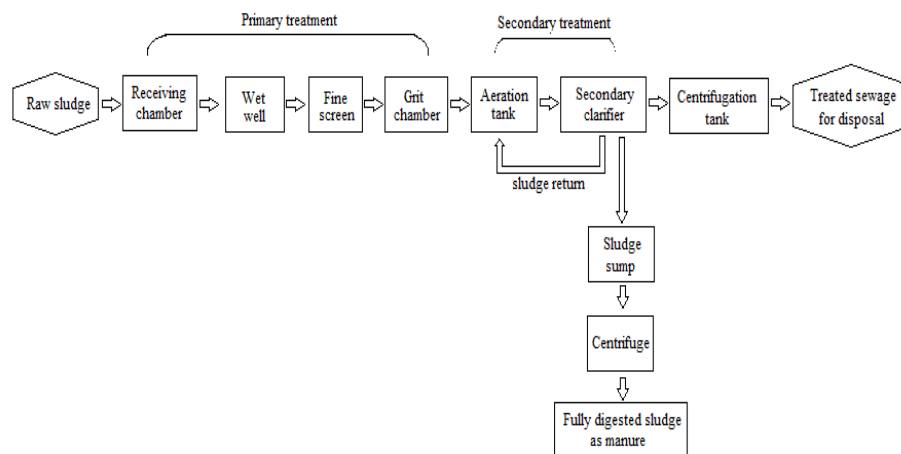 Primary treatment
Secondary treatment
Raw sludge
Receiving
chamber
Wet
well
Fine
screen
Grit
chamber
Aeration
tank
Secondary
clarifier
Centrifugation
tank
Treated sewage
for disposal
sludge return
Sludge
sump
Centrifuge
Fully digested sludge
as manure